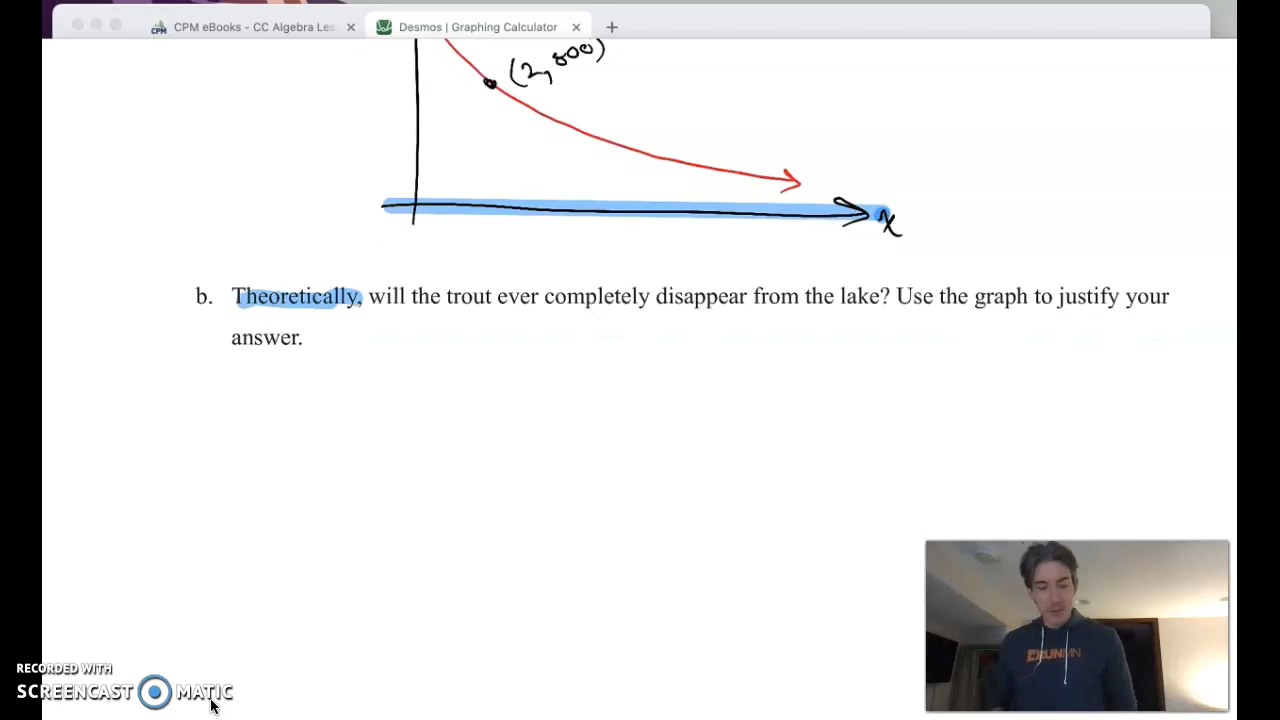 CPM eBooks - CC Algebra Les
Desmos | Graphing Calculator
(2, 800)
x
b. Theoretically, will the trout ever completely disappear from the lake? Use the graph to justify your
answer.
RUNMN
RECORDED WITH
SCREENCAST MATIC